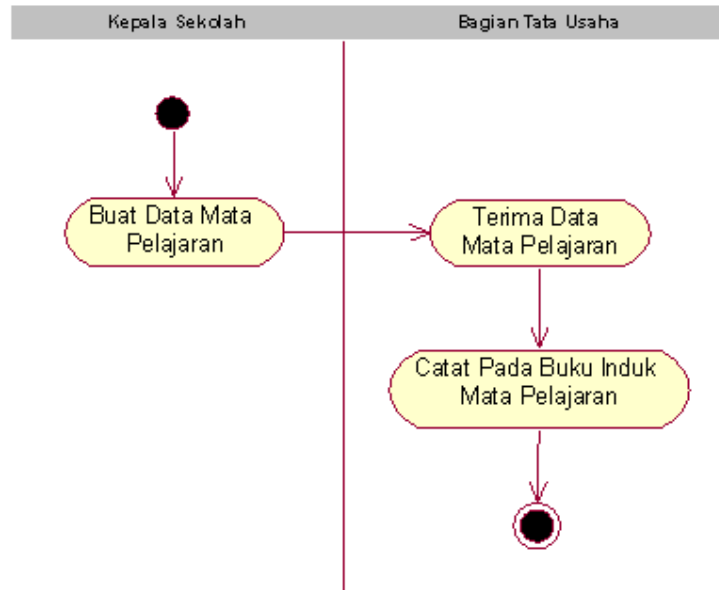 Kepala Sekolah
Bagian Tata Usaha
Buat Data Mata
Pelajaran
Terima Data
Mata Pelajaran
Catat Pada Buku Induk
Mata Pelajaran